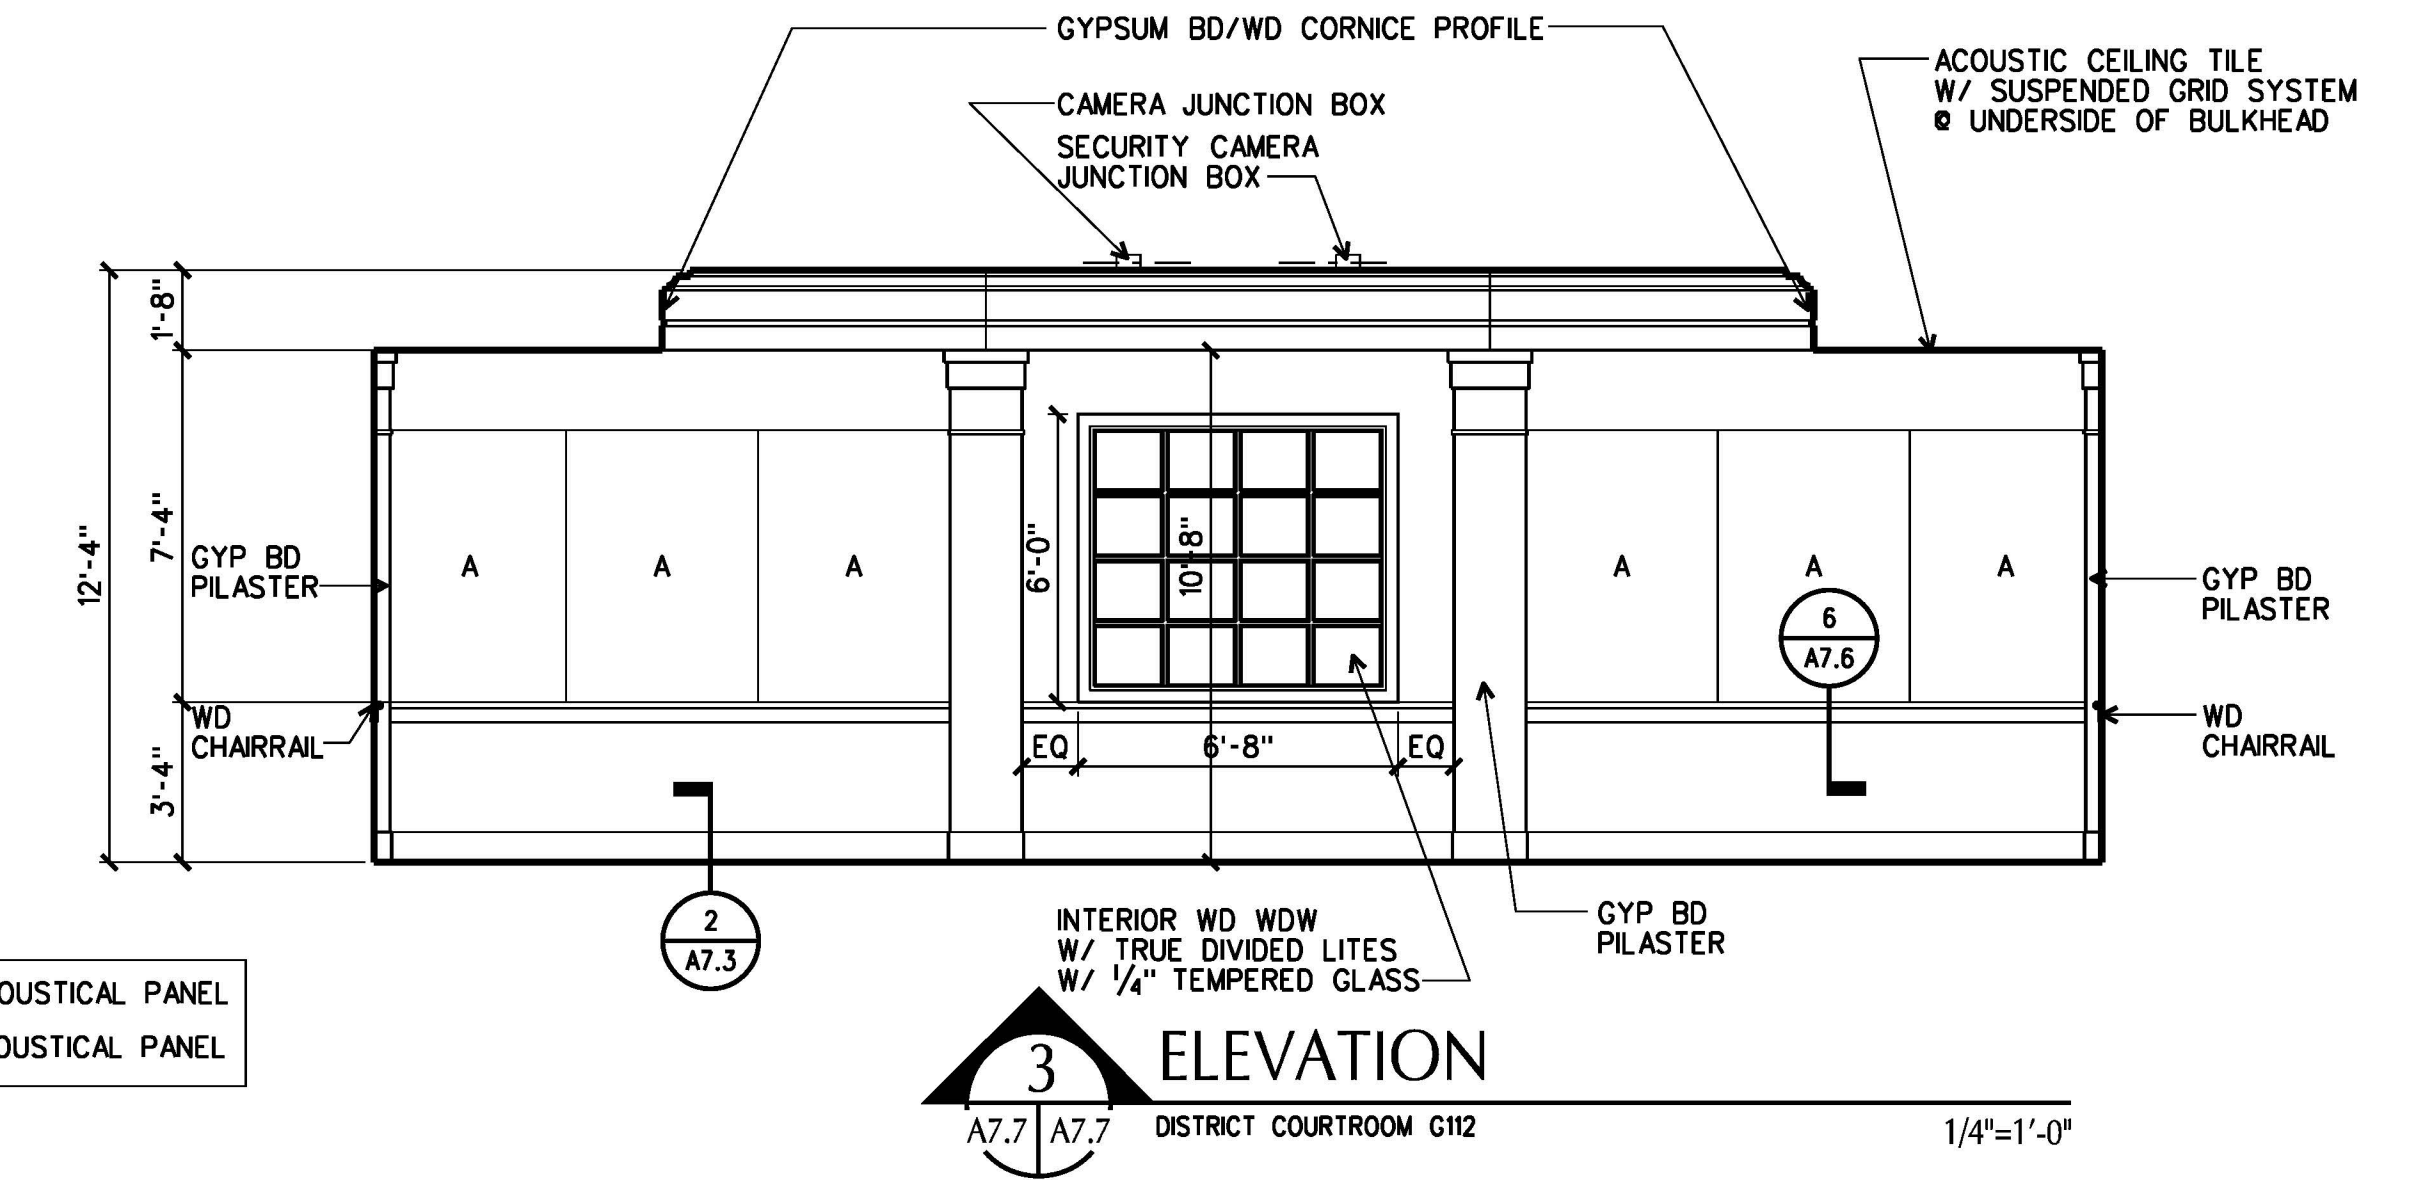 GYPSUM BD/WD CORNICE PROFILE
ACOUSTIC CEILING TILE
W/ SUSPENDED GRID SYSTEM
@ UNDERSIDE OF BULKHEAD
CAMERA JUNCTION BOX
SECURITY CAMERA
JUNCTION BOX
1'-8"
7'-4"
12'-4"
3'-4"
GYP BD
PILASTER
WD
CHAIRRAIL
A
A
A
6'-0"
10'-8"
A
A
A
6
A7.6
GYP BD
PILASTER
WD
CHAIRRAIL
EQ
6'-8"
EQ
2
A7.3
INTERIOR WD WDW
W/ TRUE DIVIDED LITES
W/ 1/4" TEMPERED GLASS
GYP BD
PILASTER
OUSTICAL PANEL
OUSTICAL PANEL
3
A7.7
A7.7
ELEVATION
DISTRICT COURTROOM G112
1/4"=1'-0"